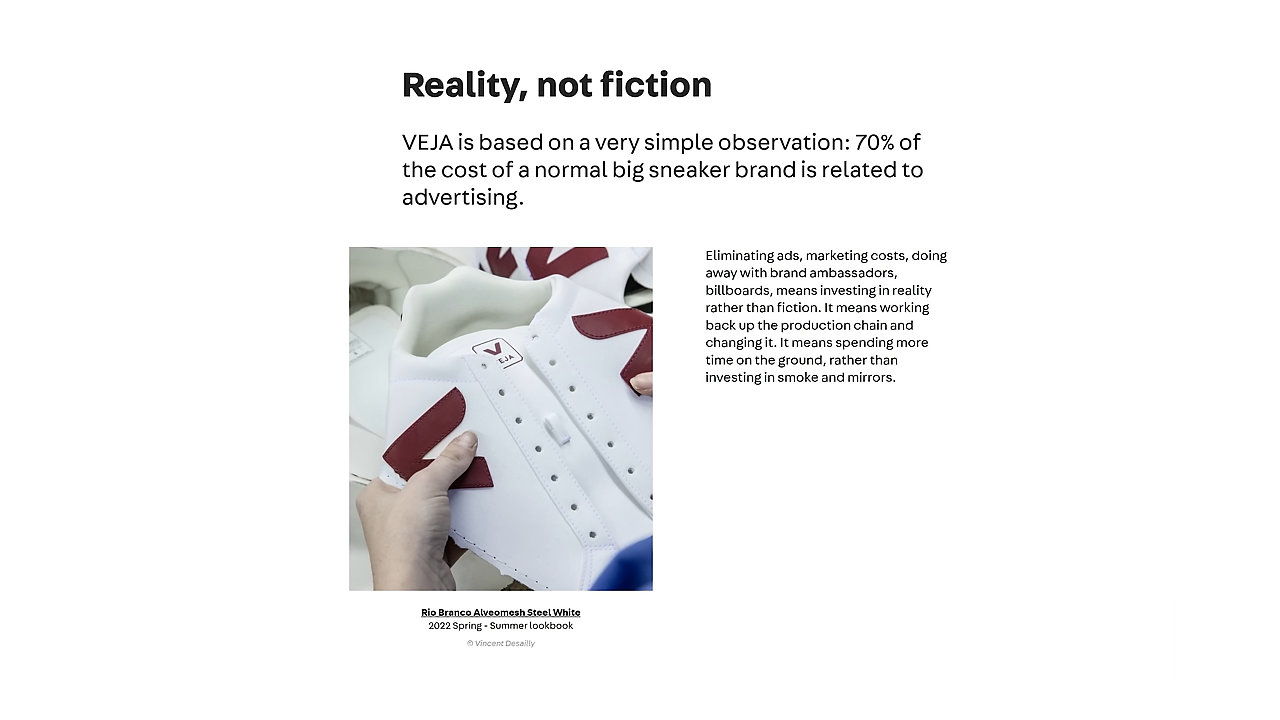 Reality, not fiction
VEJA is based on a very simple observation: 70% of
the cost of a normal big sneaker brand is related to
advertising.
VEJA
Eliminating ads, marketing costs, doing
away with brand ambassadors,
billboards, means investing in reality
rather than fiction. It means working
back up the production chain and
changing it. It means spending more
time on the ground, rather than
investing in smoke and mirrors.
Rio Branco Alveomesh Steel White
2022 Spring - Summer lookbook
© Vincent Desailly